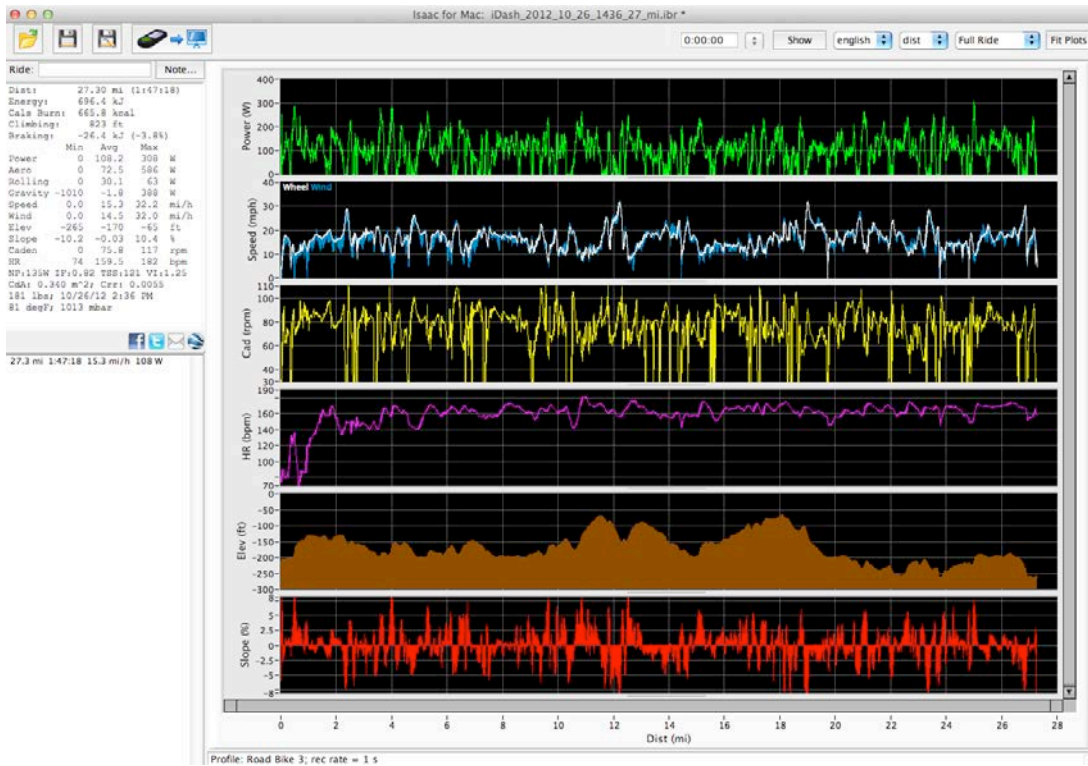 Isaac for Mac: iDash_2012_10_26_1436_27_mi.ibr *
0:00:00 Show english dist Full Ride Fit Plots
Ride: Note...
Dist: 27.30 mi (1:47:18)
Energy: 696.4 kJ
Cals Burn: 665.8 kcal
Climbing: 823 ft
Braking: -26.4 kJ (-3.8%)
Min Avg Max
Power 0 108.2 308 W
Aero 0 72.5 586 W
Rolling 0 30.1 63 W
Gravity -1010 -1.8 388 W
Speed 0.0 15.3 32.2 mi/h
Wind 0.0 14.5 32.0 mi/h
Elev -265 -170 -65 ft
Slope -10.2 -0.03 10.4 %
Caden 0 75.8 117 rpm
HR 74 159.5 182 bpm
NP:135W IF:0.82 TSS:121 VI:1.25
CdA: 0.340 m^2; Crr: 0.0055
181 lbs; 10/26/12 2:36 PM
81 degF; 1013 mbar
27.3 mi 1:47:18 15.3 mi/h 108 W
Power (W)
400
300
200
100
0
Speed (mph)
Wheel Wind
40
30
20
10
0
Cad (rpm)
110
100
80
60
40
30
HR (bpm)
190
160
140
120
100
70
Elev (ft)
0
-50
-100
-150
-200
-250
-300
Slope (%)
8
5
2.5
0
-2.5
-5
-8
0 2 4 6 8 10 12 14 16 18 20 22 24 26 28
Dist (mi)
Profile: Road Bike 3; rec rate = 1 s